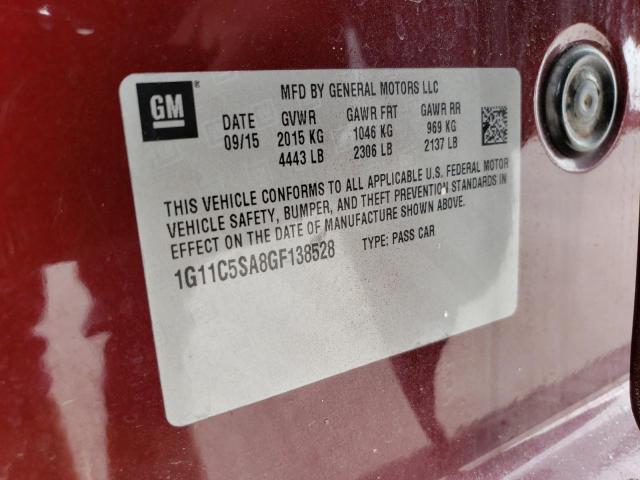 GM ®
MFD BY GENERAL MOTORS LLC
DATE GVWR GAWR FRT GAWR RR
09/15 2015 KG 1046 KG 969 KG
4443 LB 2306 LB 2137 LB
THIS VEHICLE CONFORMS TO ALL APPLICABLE U.S. FEDERAL MOTOR
VEHICLE SAFETY, BUMPER, AND THEFT PREVENTION STANDARDS IN
EFFECT ON THE DATE OF MANUFACTURE SHOWN ABOVE.
1G11C5SA8GF138528 TYPE: PASS CAR